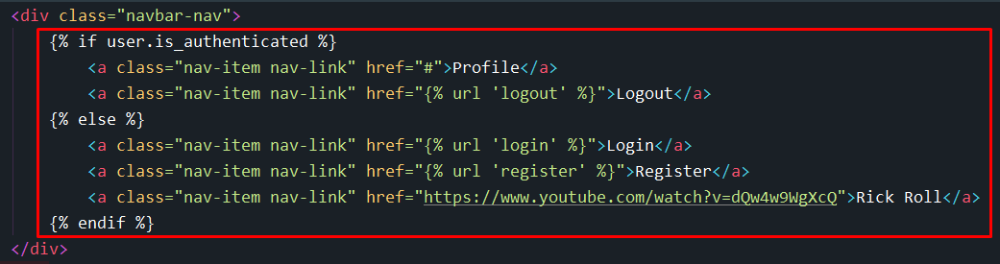 <div class="navbar-nav">
{% if user.is_authenticated %}
<a class="nav-item nav-link" href="#">Profile</a>
<a class="nav-item nav-link" href="{% url 'logout' %}">Logout</a>
{% else %}
<a class="nav-item nav-link" href="{% url 'login' %}">Login</a>
<a class="nav-item nav-link" href="{% url 'register' %}">Register</a>
<a class="nav-item nav-link" href="https://www.youtube.com/watch?v=dQw4w9WgXcQ">Rick Roll</a>
{% endif %}
</div>